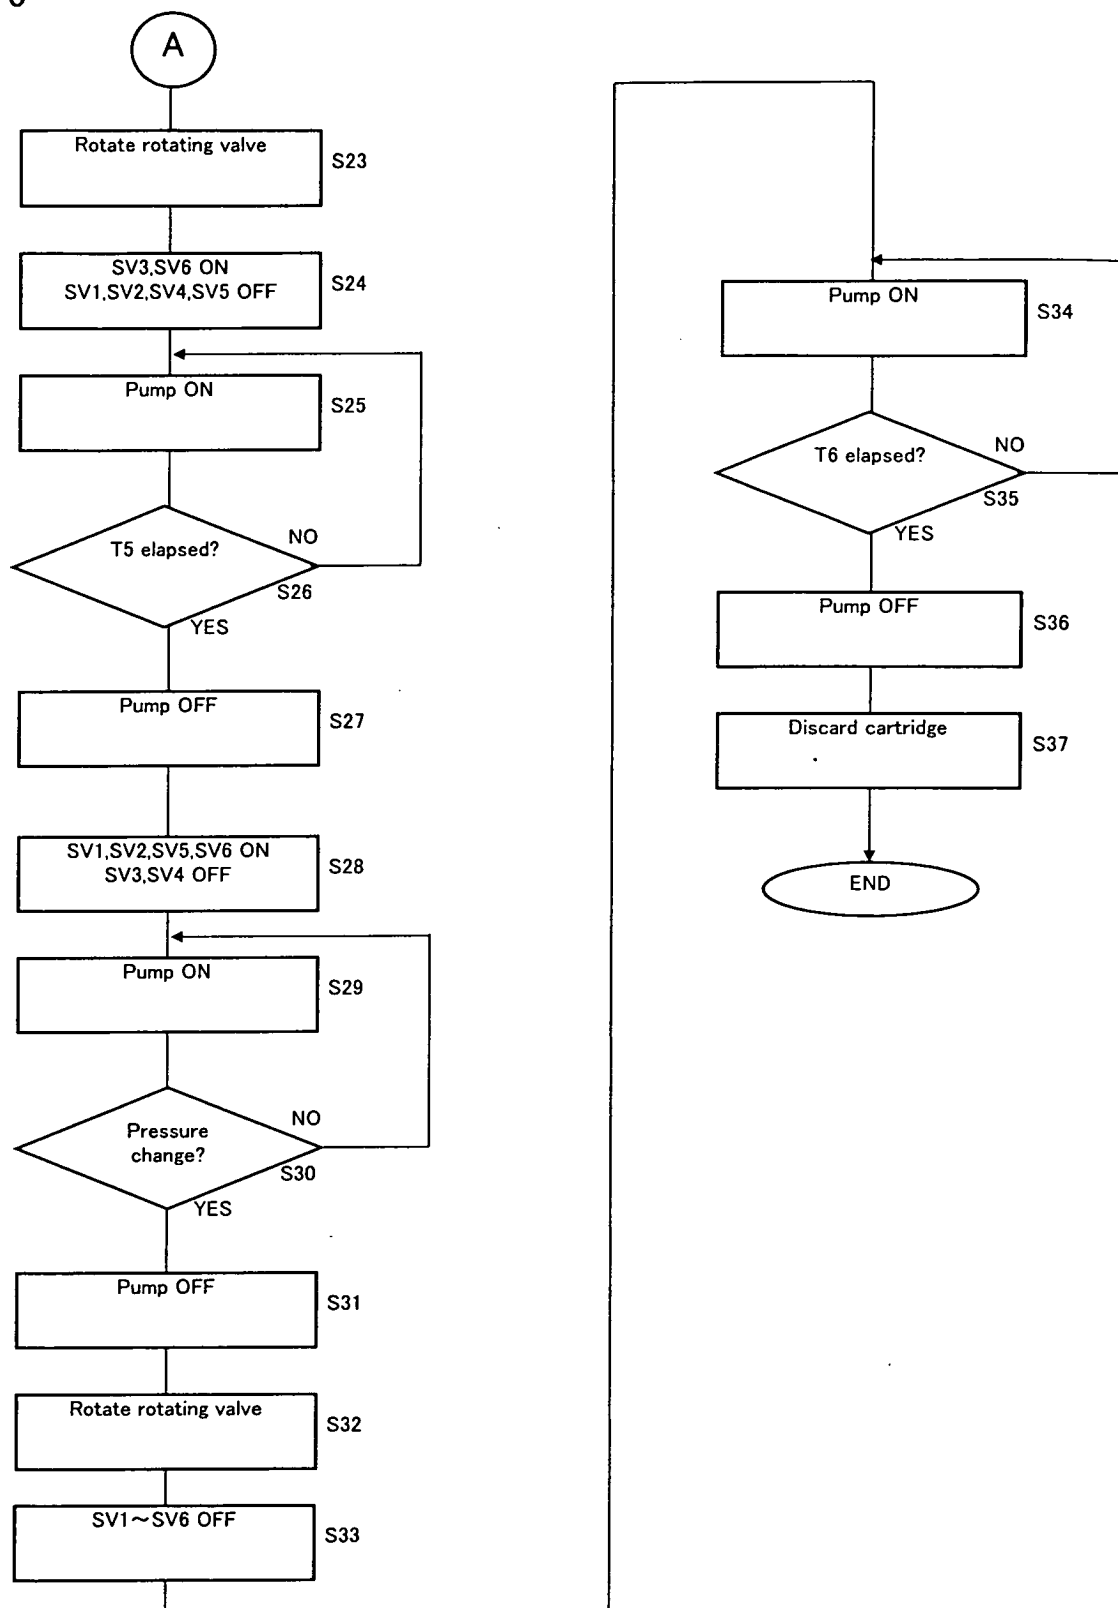 A
Rotate rotating valve
S23
SV3,SV6 ON
SV1,SV2,SV4,SV5 OFF
S24
Pump ON
S25
T5 elapsed?
NO
S26
YES
Pump OFF
S27
SV1,SV2,SV5,SV6 ON
SV3,SV4 OFF
S28
Pump ON
S29
Pressure
change?
NO
S30
YES
Pump OFF
S31
Rotate rotating valve
S32
SV1~SV6 OFF
S33
Pump ON
S34
T6 elapsed?
NO
S35
YES
Pump OFF
S36
Discard cartridge
S37
END